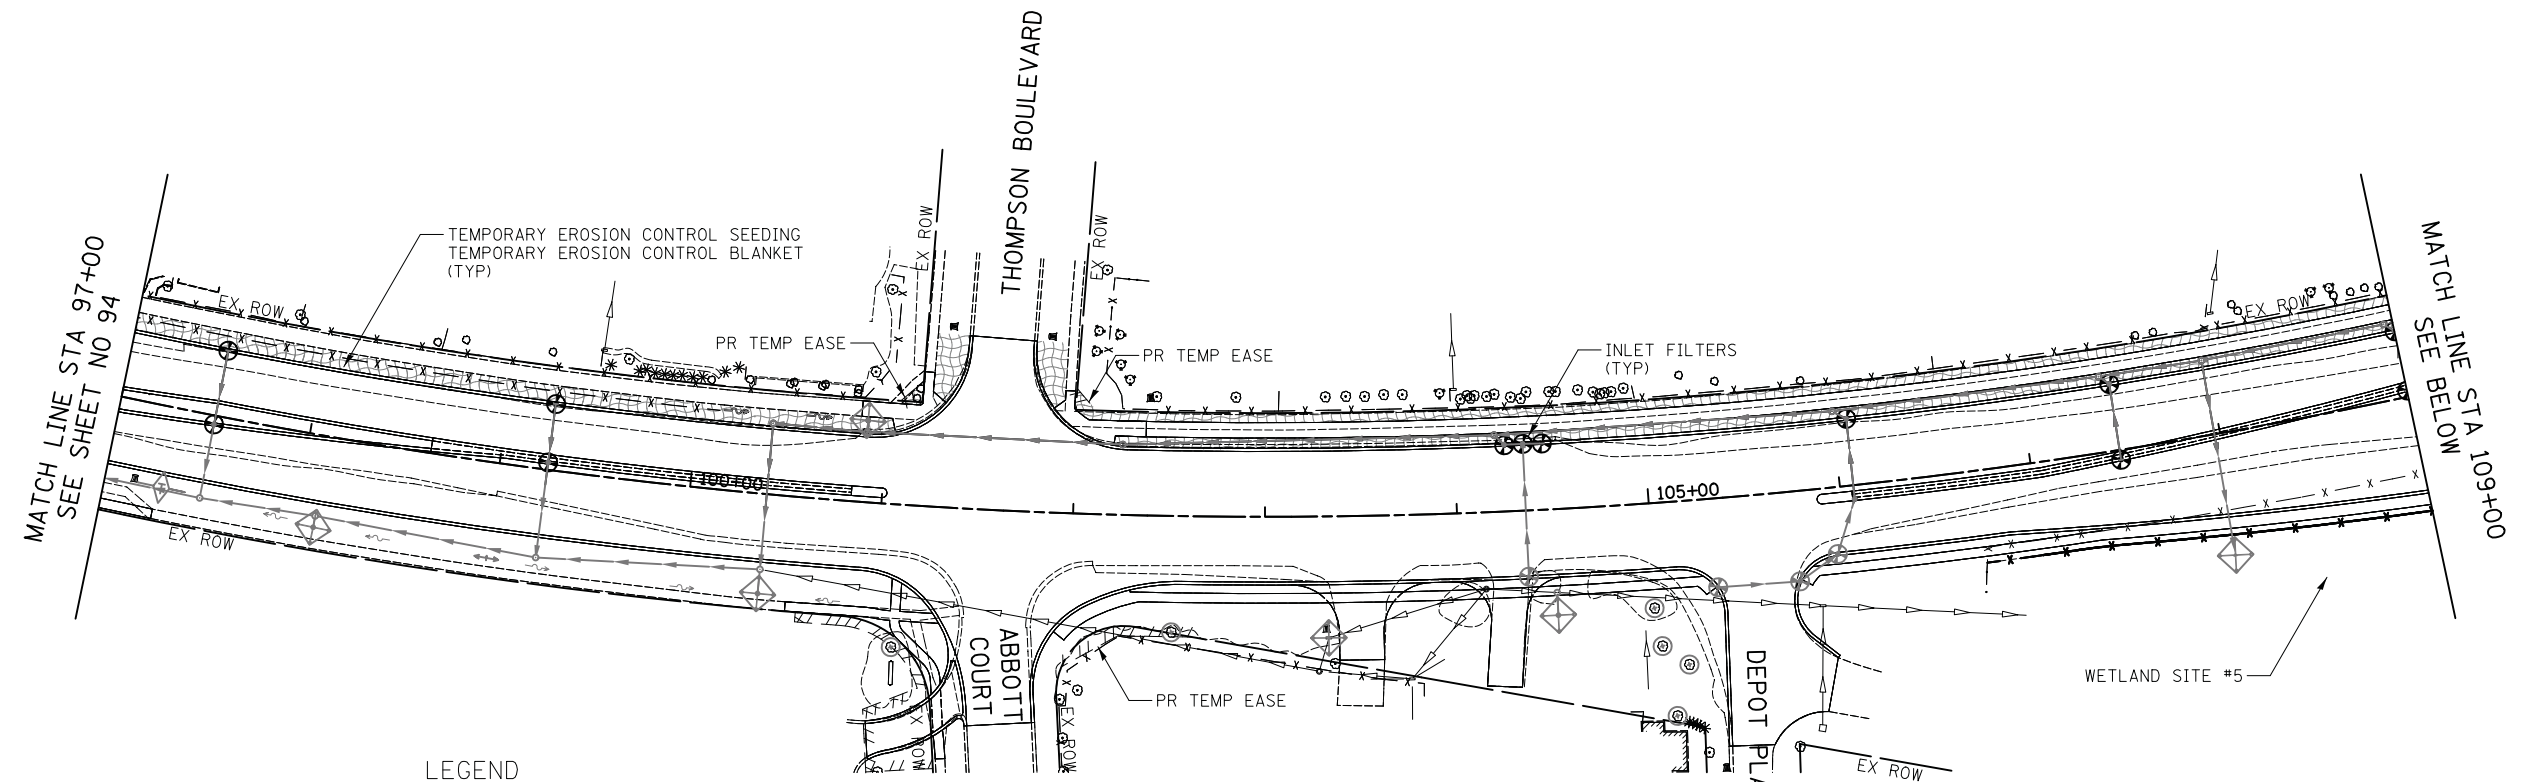 MATCH LINE STA 97+00
SEE SHEET NO 94
EX ROW
TEMPORARY EROSION CONTROL SEEDING
TEMPORARY EROSION CONTROL BLANKET
(TYP)
PR TEMP EASE
EX ROW
THOMPSON BOULEVARD
EX ROW
PR TEMP EASE
INLET FILTERS
(TYP)
EX ROW
MATCH LINE STA 109+00
SEE BELOW
100+00
105+00
EX ROW
ABBOTT
COURT
EX ROW
EX ROW
PR TEMP EASE
DEPOT PLA
WETLAND SITE #5
EX ROW
LEGEND